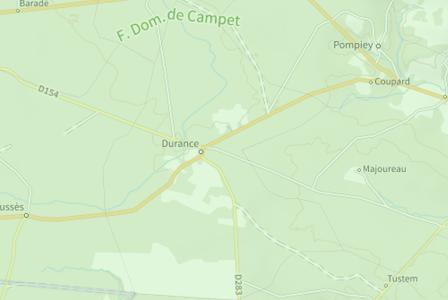 Barade
F. Dom. de Campet
Pompiey
Coupard
D154
Durance
Majoureau
ussès
D283
Tustem